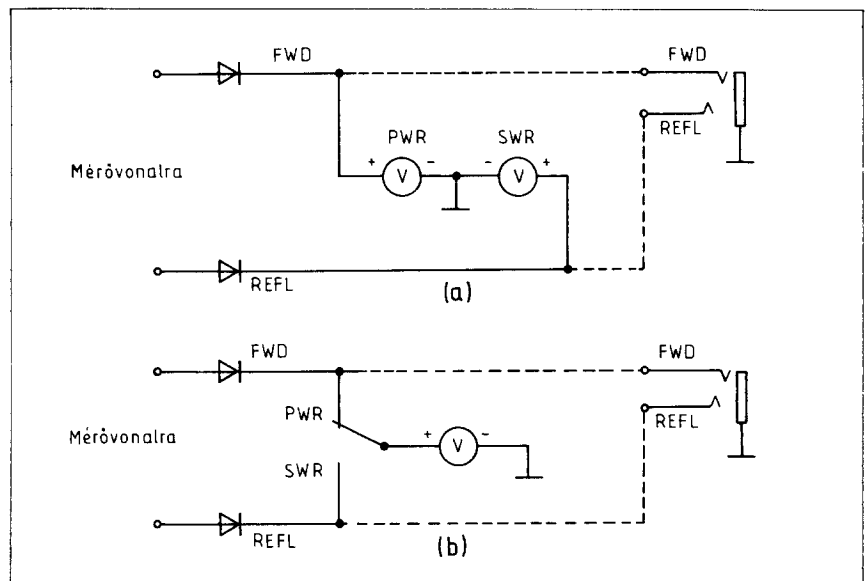 FWD
FWD
REFL
PWR
SWR
+
-
-
+
V
V
Mérővonalra
REFL
(a)
FWD
FWD
REFL
PWR
+
-
V
Mérővonalra
SWR
REFL
(b)